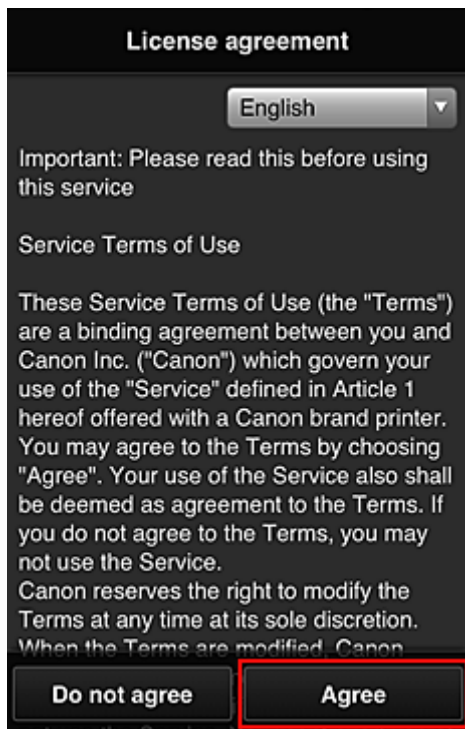 License agreement
English
Important: Please read this before using
this service
Service Terms of Use
These Service Terms of Use (the "Terms")
are a binding agreement between you and
Canon Inc. ("Canon") which govern your
use of the "Service" defined in Article 1
hereof offered with a Canon brand printer.
You may agree to the Terms by choosing
"Agree". Your use of the Service also shall
be deemed as agreement to the Terms. If
you do not agree to the Terms, you may
not use the Service.
Canon reserves the right to modify the
Terms at any time at its sole discretion.
When the Terms are modified, Canon
Do not agree
Agree